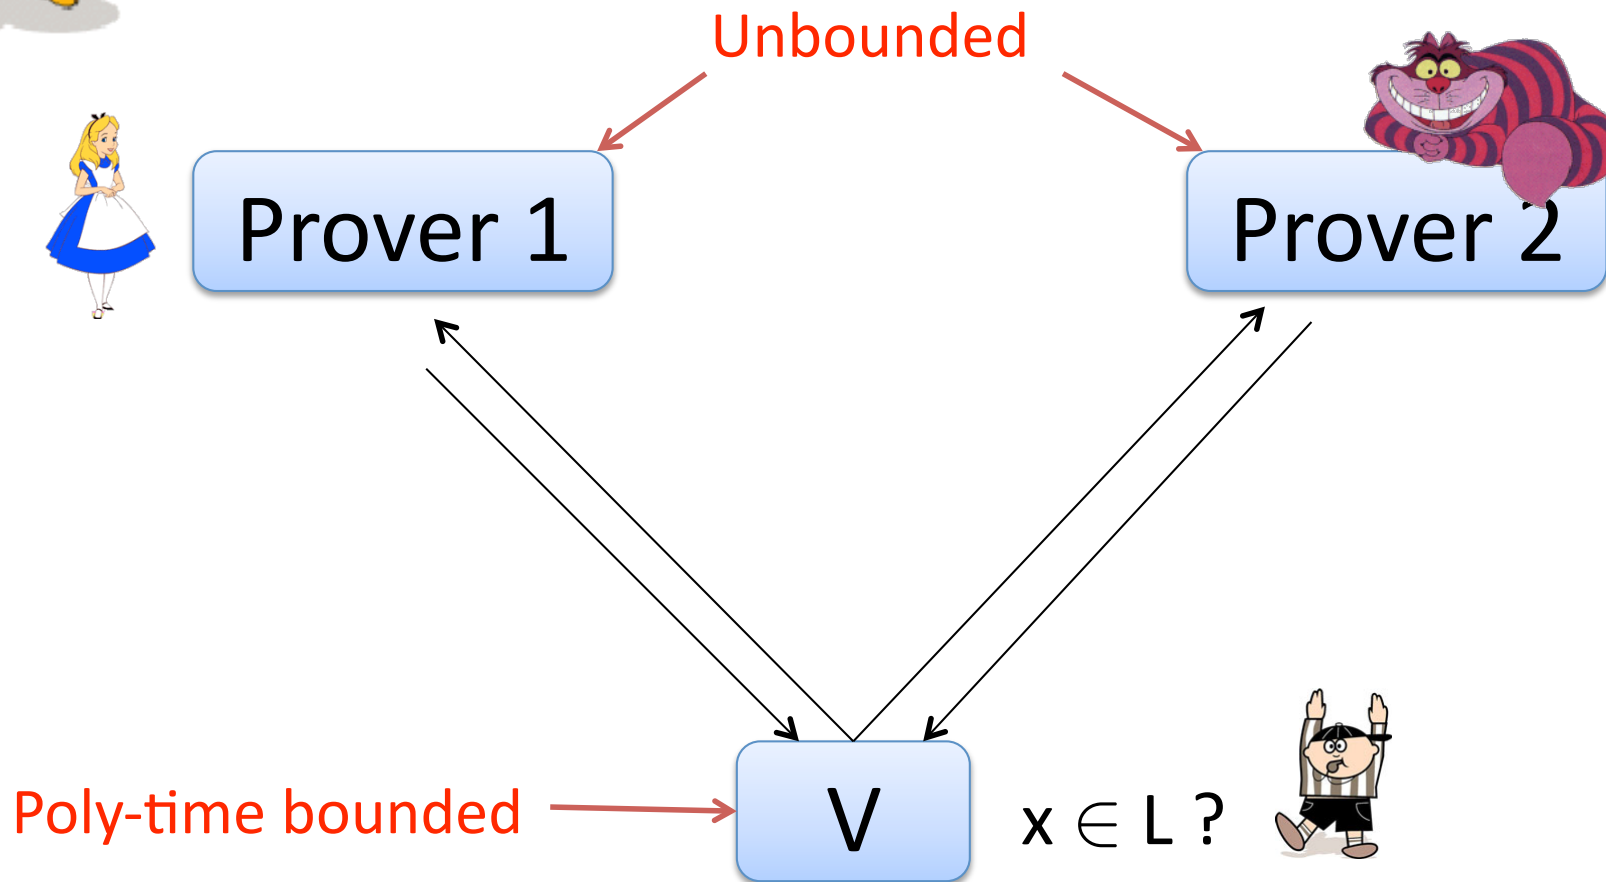 Unbounded
Prover 1
Prover 2
Poly-time bounded
V
x ∈ L ?